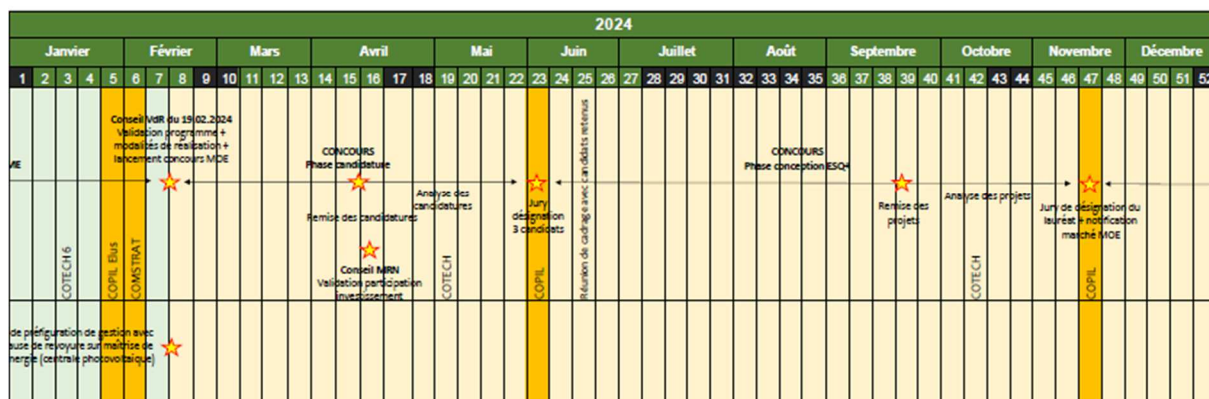 2024
Janvier Février Mars Avril Mai Juin Juillet Août Septembre Octobre Novembre Décembre
1 2 3 4 5 6 7 8 9 10 11 12 13 14 15 16 17 18 19 20 21 22 23 24 25 26 27 28 29 30 31 32 33 34 35 36 37 38 39 40 41 42 43 44 45 46 47 48 49 50 51 52
Conseil VdR du 19.02.2024
Validation programme +
modalités de réalisation +
lancement concours MOE
ME
CONCOURS
Phase candidature
CONCOURS
Phase conception ESQ+
Analyse des
candidatures
Remise des candidatures
Jury
désignation
3 candidats
Réunion de cadrage avec candidats retenus
Remise des
projets
Analyse des projets
Jury de désignation du
lauréat + notification
marché MOE
Conseil MRN
Validation participation
investissement
COTECH 6
COPIL Elus
COMSTRAT
COTECH
COPIL
COTECH
COPIL
de préfiguration de gestion avec
ause de revoyure sur maîtrise de
nergie (centrale photovoltaïque)